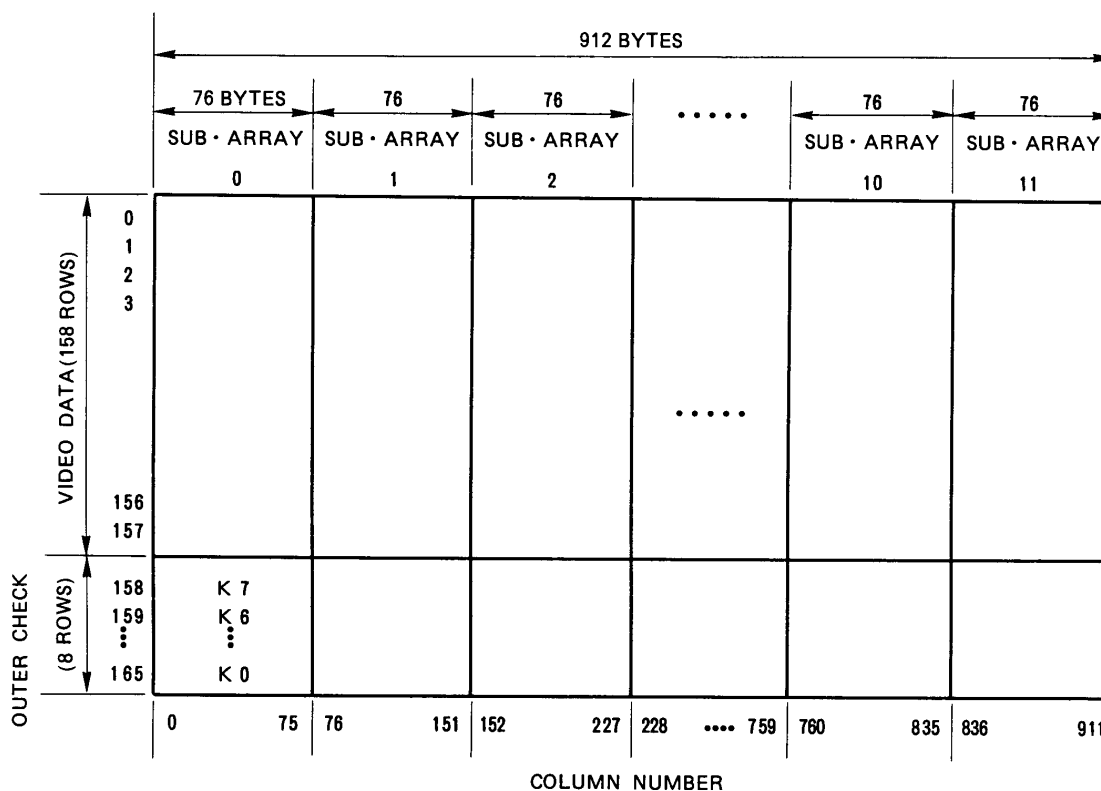 912 BYTES
76 BYTES 76 76 • • • • • 76 76
SUB・ARRAY SUB・ARRAY SUB・ARRAY SUB・ARRAY SUB・ARRAY
0 1 2 10 11
VIDEO DATA(158 ROWS)
0
1
2
3
• • • • •
156
157
OUTER CHECK
(8 ROWS)
158 K 7
159 K 6
165 K 0
0 75 76 151 152 227 228 •••• 759 760 835 836 911
COLUMN NUMBER